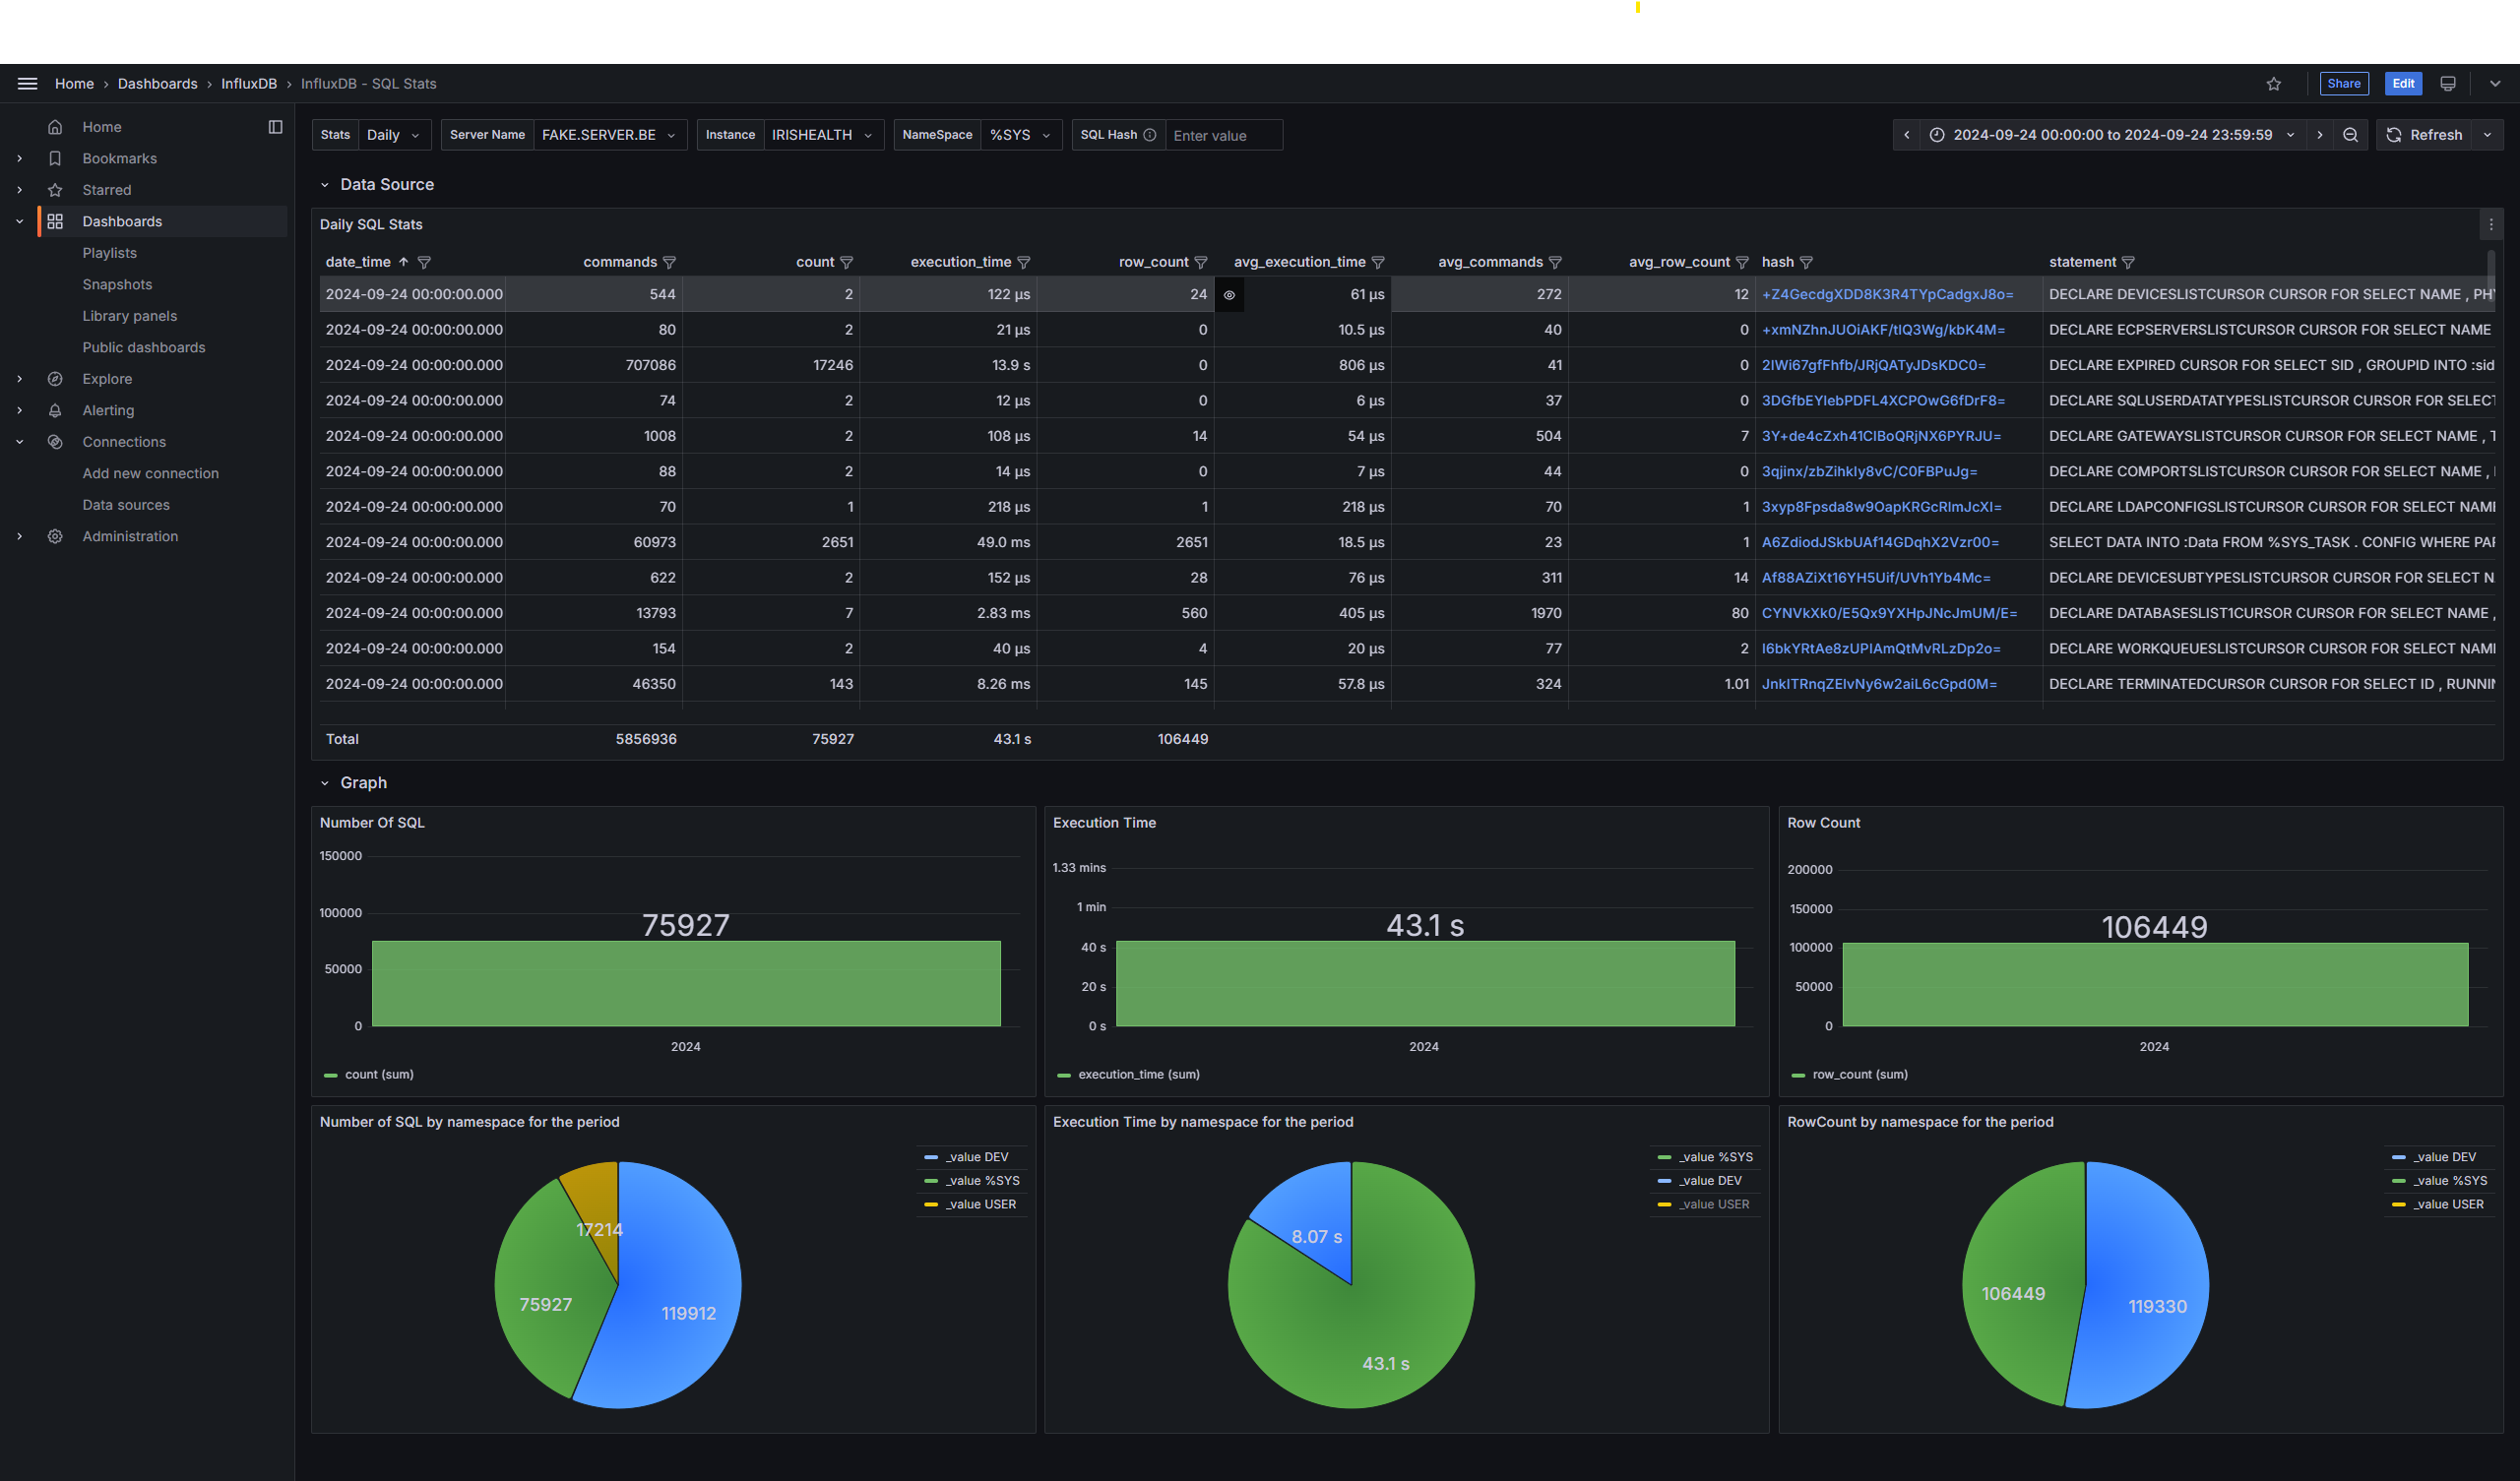 Home › Dashboards › InfluxDB › InfluxDB - SQL Stats
Share Edit
Home
Bookmarks
Starred
Dashboards
Playlists
Snapshots
Library panels
Public dashboards
Explore
Alerting
Connections
Add new connection
Data sources
Administration
Stats Daily Server Name FAKE.SERVER.BE Instance IRISHEALTH NameSpace %SYS SQL Hash Enter value
2024-09-24 00:00:00 to 2024-09-24 23:59:59 Refresh
Data Source
Daily SQL Stats
date_time commands count execution_time row_count avg_execution_time avg_commands avg_row_count hash statement
2024-09-24 00:00:00.000 544 2 122 µs 24 61 µs 272 12 +Z4GecdgXDD8K3R4TYpCadgxJ8o= DECLARE DEVICESLISTCURSOR CURSOR FOR SELECT NAME , PHY
2024-09-24 00:00:00.000 80 2 21 µs 0 10.5 µs 40 0 +xmNZhnJUOiAKF/tIQ3Wg/kbK4M= DECLARE ECPSERVERSLISTCURSOR CURSOR FOR SELECT NAME
2024-09-24 00:00:00.000 707086 17246 13.9 s 0 806 µs 41 0 2IWi67gfFhfb/JRjQATyJDsKDC0= DECLARE EXPIRED CURSOR FOR SELECT SID , GROUPID INTO :sid
2024-09-24 00:00:00.000 74 2 12 µs 0 6 µs 37 0 3DGfbEYIebPDFL4XCPOwG6fDrF8= DECLARE SQLUSERDATATYPESLISTCURSOR CURSOR FOR SELECT
2024-09-24 00:00:00.000 1008 2 108 µs 14 54 µs 504 7 3Y+de4cZxh41CIBoQRjNX6PYRJU= DECLARE GATEWAYSLISTCURSOR CURSOR FOR SELECT NAME , T
2024-09-24 00:00:00.000 88 2 14 µs 0 7 µs 44 0 3qjinx/zbZihkIy8vC/C0FBPuJg= DECLARE COMPORTSLISTCURSOR CURSOR FOR SELECT NAME ,
2024-09-24 00:00:00.000 70 1 218 µs 1 218 µs 70 1 3xyp8Fpsda8w9OapKRGcRlmJcXI= DECLARE LDAPCONFIGSLISTCURSOR CURSOR FOR SELECT NAME
2024-09-24 00:00:00.000 60973 2651 49.0 ms 2651 18.5 µs 23 1 A6ZdiodJSkbUAf14GDqhX2Vzr00= SELECT DATA INTO :Data FROM %SYS_TASK . CONFIG WHERE PAR
2024-09-24 00:00:00.000 622 2 152 µs 28 76 µs 311 14 Af88AZiXt16YH5Uif/UVh1Yb4Mc= DECLARE DEVICESUBTYPESLISTCURSOR CURSOR FOR SELECT N
2024-09-24 00:00:00.000 13793 7 2.83 ms 560 405 µs 1970 80 CYNVkXk0/E5Qx9YXHpJNcJmUM/E= DECLARE DATABASESLIST1CURSOR CURSOR FOR SELECT NAME ,
2024-09-24 00:00:00.000 154 2 40 µs 4 20 µs 77 2 I6bkYRtAe8zUPIAmQtMvRLzDp2o= DECLARE WORKQUEUESLISTCURSOR CURSOR FOR SELECT NAME
2024-09-24 00:00:00.000 46350 143 8.26 ms 145 57.8 µs 324 1.01 JnkITRnqZEIvNy6w2aiL6cGpd0M= DECLARE TERMINATEDCURSOR CURSOR FOR SELECT ID , RUNNIN
Total 5856936 75927 43.1 s 106449
Graph
Number Of SQL
150000
100000
50000
0
75927
2024
count (sum)
Execution Time
1.33 mins
1 min
40 s
20 s
0 s
43.1 s
2024
execution_time (sum)
Row Count
200000
150000
100000
50000
0
106449
2024
row_count (sum)
Number of SQL by namespace for the period
_value DEV
_value %SYS
_value USER
17214
75927
119912
Execution Time by namespace for the period
_value %SYS
_value DEV
_value USER
8.07 s
43.1 s
RowCount by namespace for the period
_value DEV
_value %SYS
_value USER
106449
119330